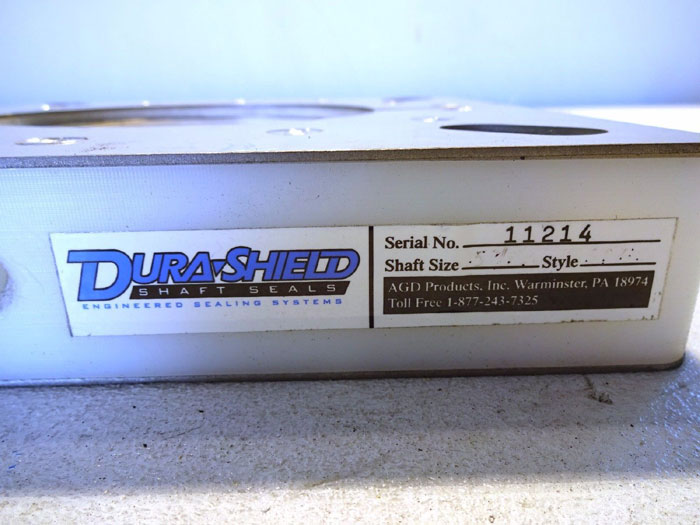 DURA-SHIELD
SHAFT SEALS
ENGINEERED SEALING SYSTEMS
Serial No. 11214
Shaft Size Style
AGD Products, Inc. Warminster, PA 18974
Toll Free 1-877-243-7325